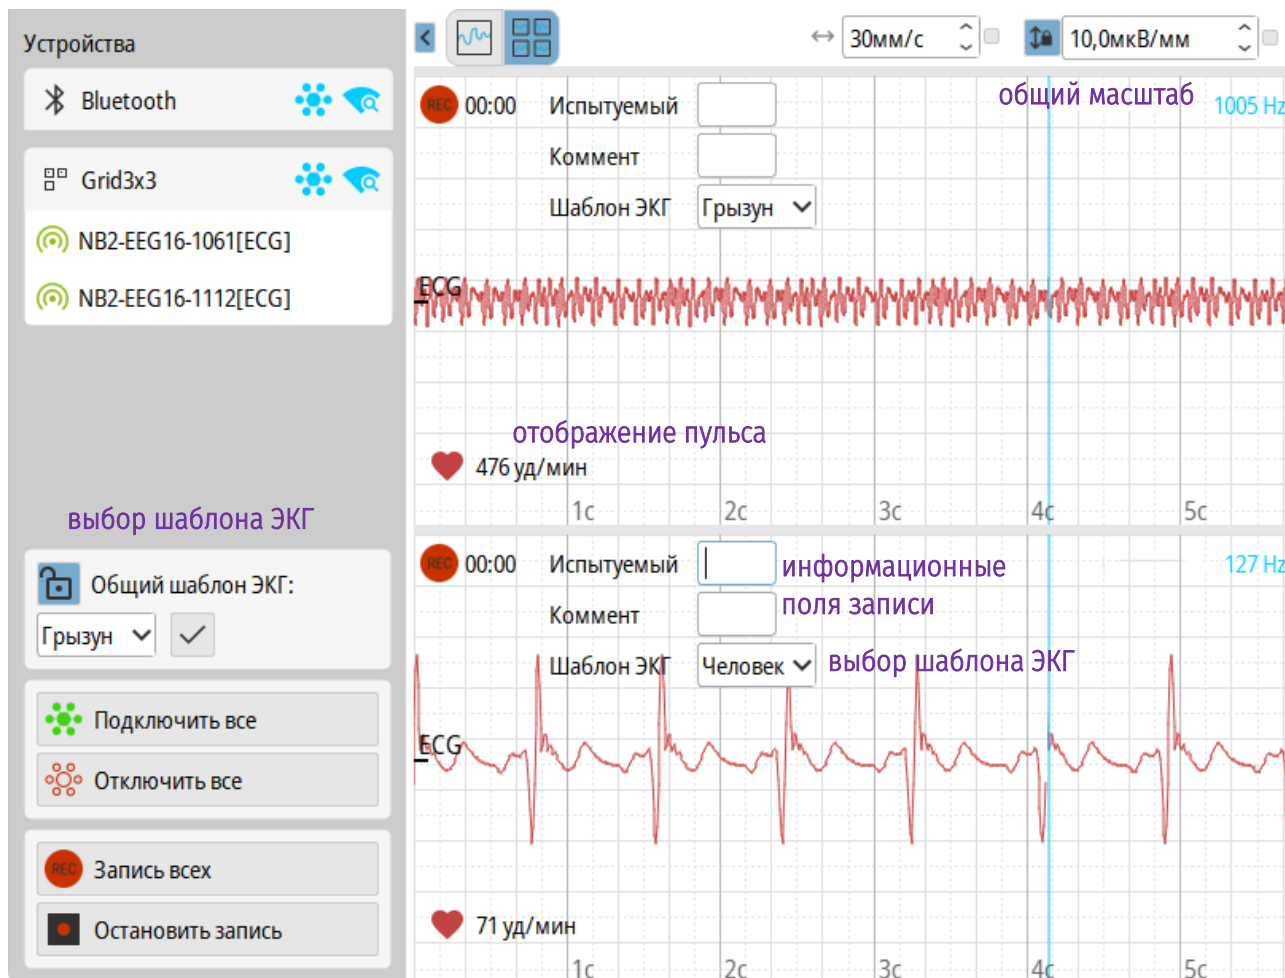 Устройства
Bluetooth
Grid3x3
NB2-EEG16-1061[ECG]
NB2-EEG16-1112[ECG]
выбор шаблона ЭКГ
Общий шаблон ЭКГ:
Грызун
Подключить все
Отключить все
REC Запись всех
Остановить запись
30мм/с
10,0мкВ/мм
общий масштаб
REC 00:00 Испытуемый
1005 Hz
Коммент
Шаблон ЭКГ Грызун
ECG
отображение пульса
476 уд/мин
1с 2с 3с 4с 5с
REC 00:00 Испытуемый
информационные
127 Hz
поля записи
Коммент
Шаблон ЭКГ Человек
выбор шаблона ЭКГ
ECG
71 уд/мин
1с 2с 3с 4с 5с